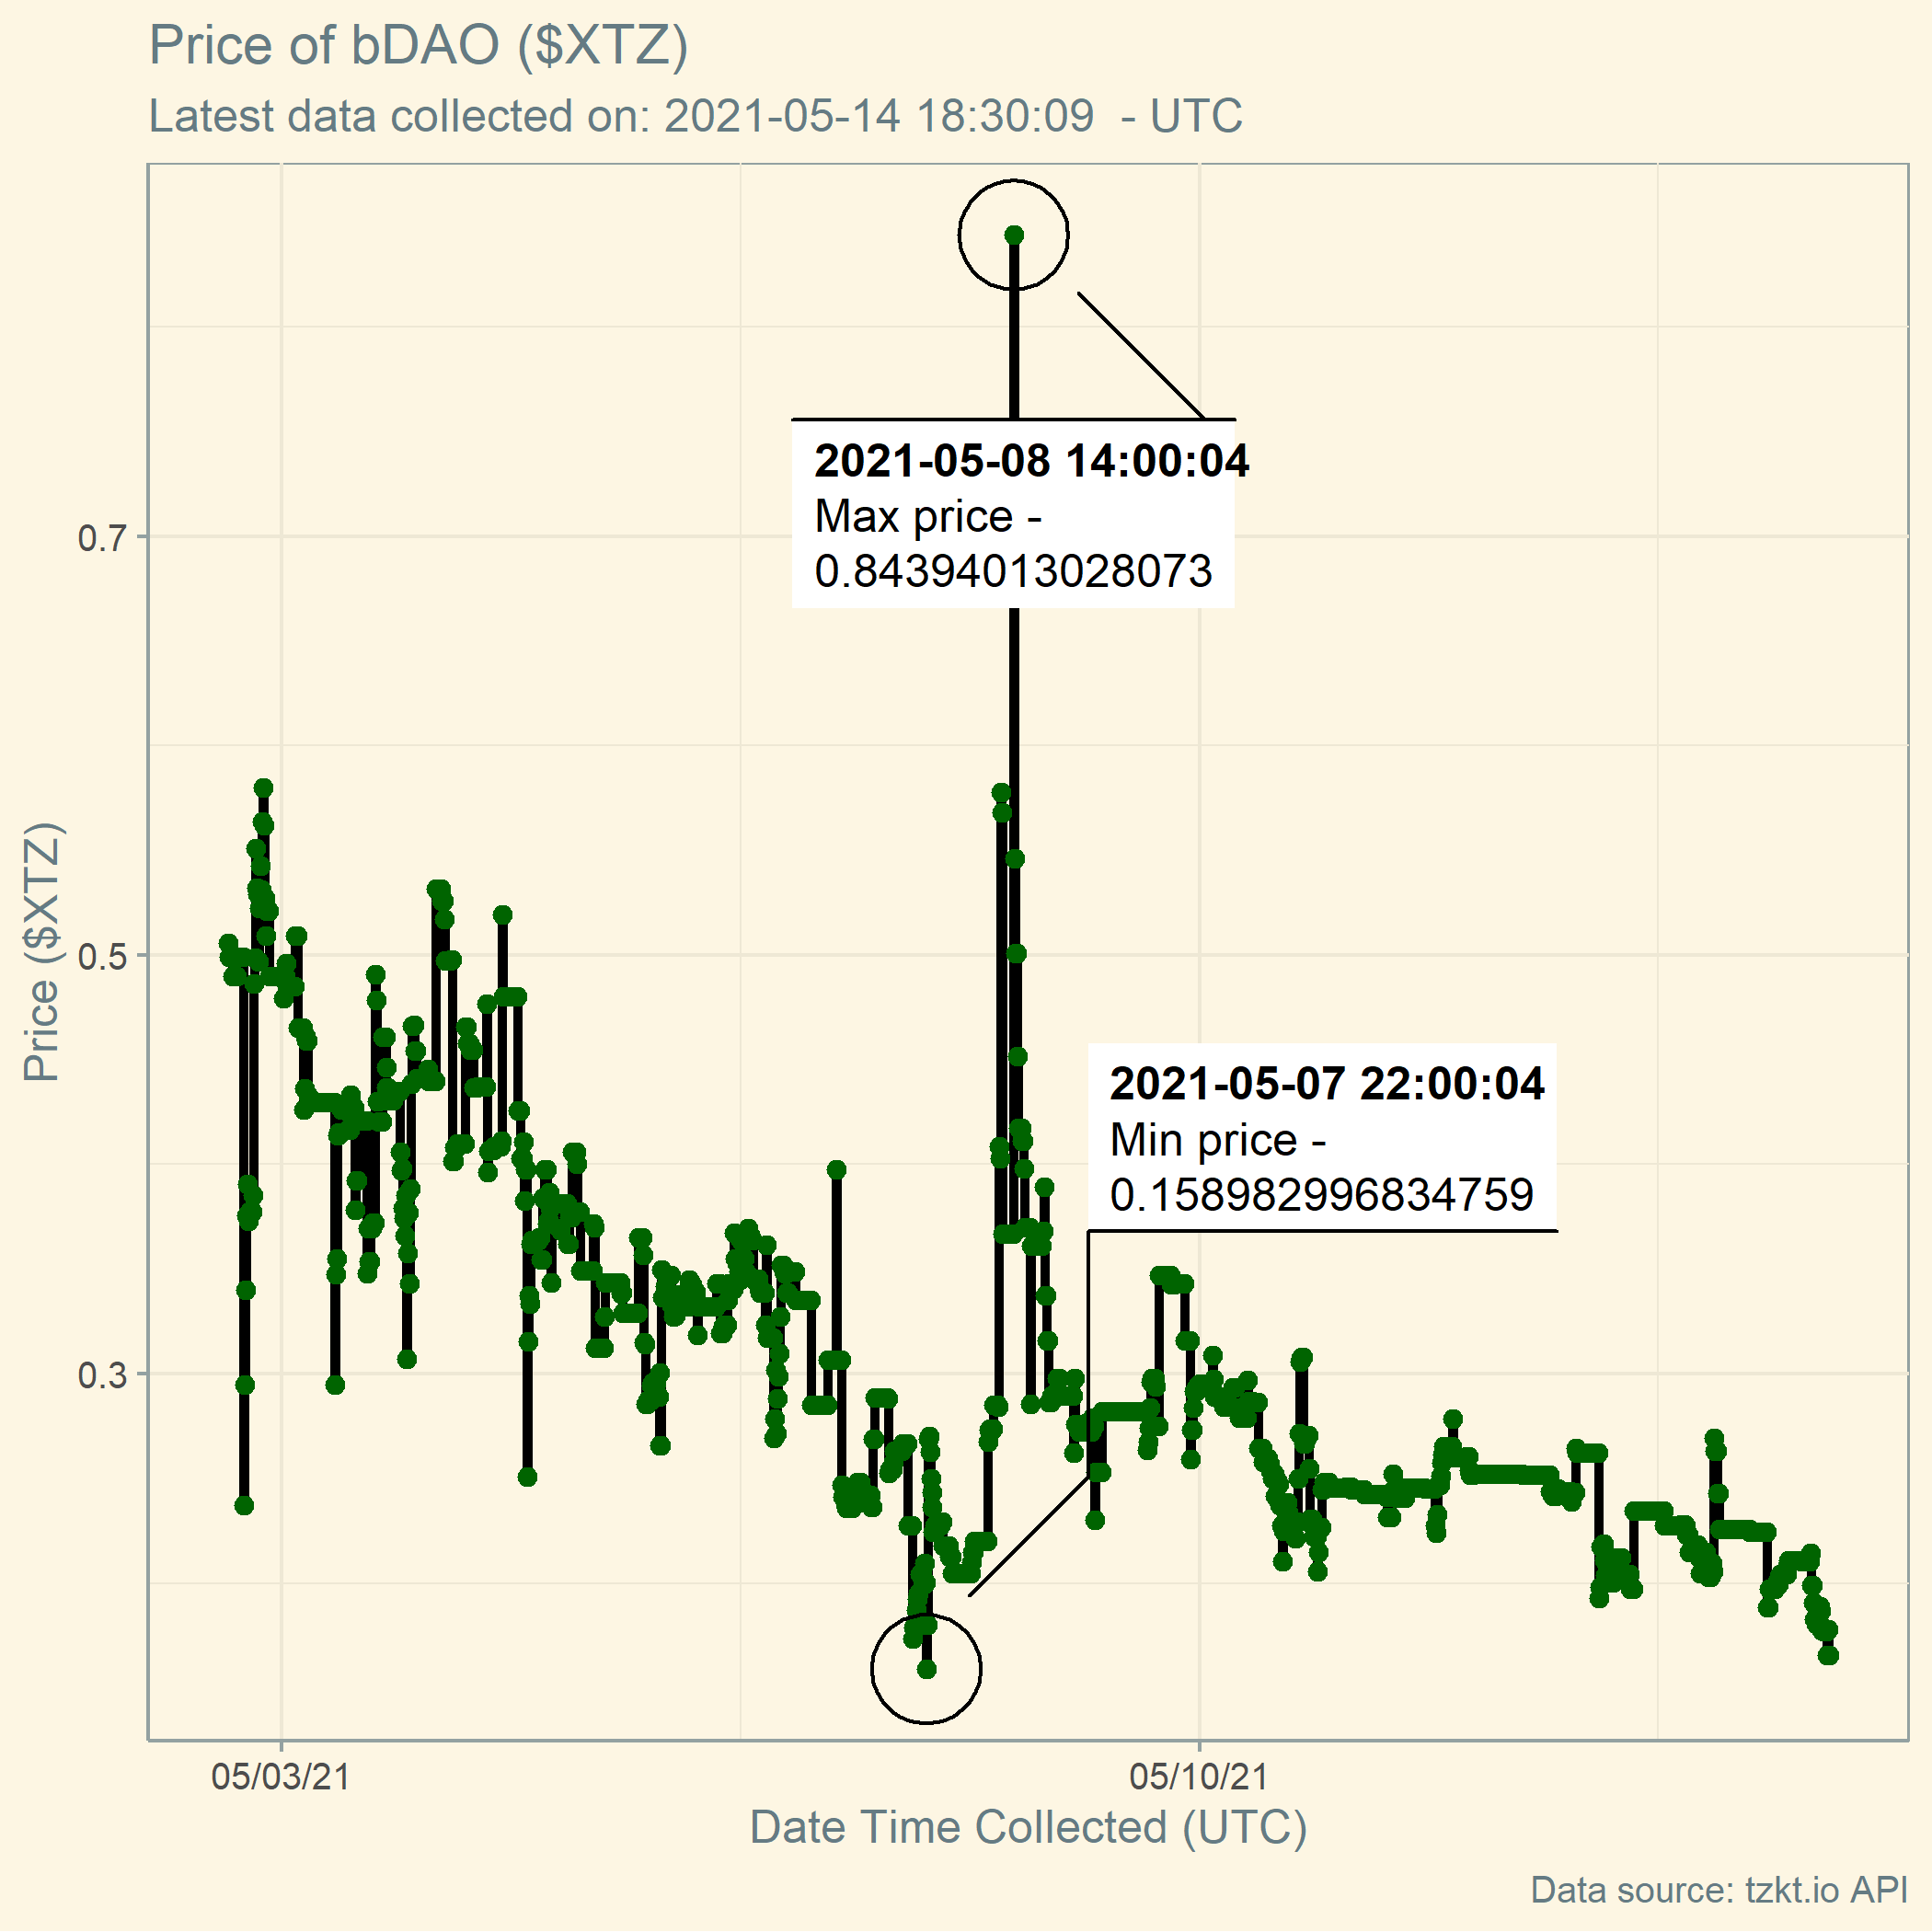 Price of bDAO ($XTZ)
Latest data collected on: 2021-05-14 18:30:09  - UTC
2021-05-08 14:00:04
Max price -
0.84394013028073
0.7
Price ($XTZ)
0.5
2021-05-07 22:00:04
Min price -
0.158982996834759
0.3
05/03/21
05/10/21
Date Time Collected (UTC)
Data source: tzkt.io API